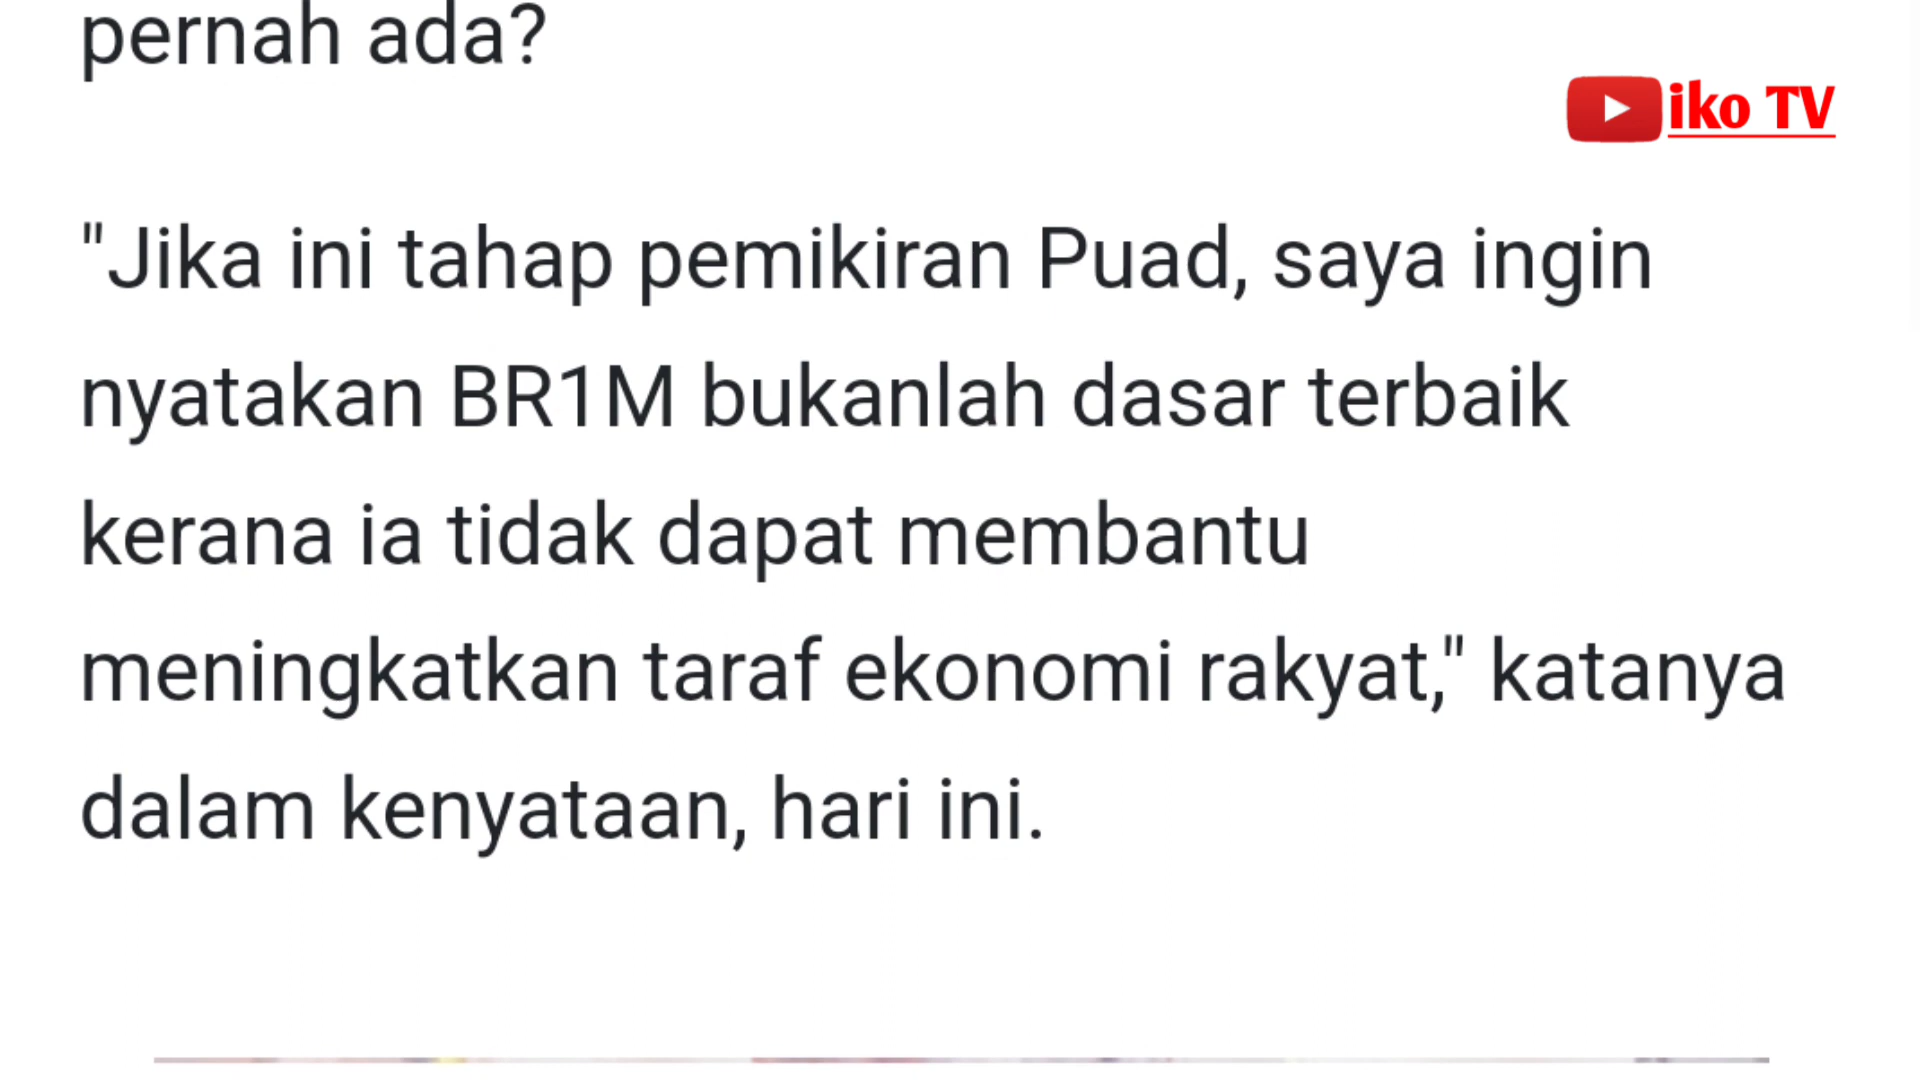 pernah ada?
iko TV
"Jika ini tahap pemikiran Puad, saya ingin
nyatakan BR1M bukanlah dasar terbaik
kerana ia tidak dapat membantu
meningkatkan taraf ekonomi rakyat," katanya
dalam kenyataan, hari ini.